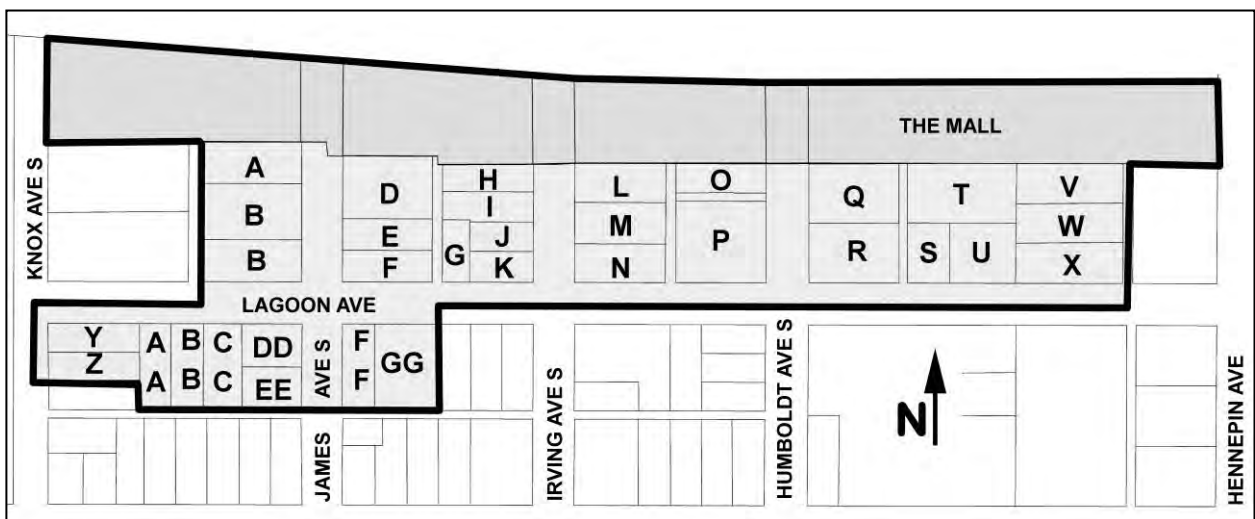 THE MALL
KNOX AVE S
A
B
B
D
E
F
H
I
G
J
K
L
M
N
O
P
Q
R
T
S
U
V
W
X
LAGOON AVE
Y
Z
A
A
B
B
C
C
DD
EE
JAMES AVE S
F
F
GG
IRVING AVE S
HUMBOLDT AVE S
N
HENNEPIN AVE